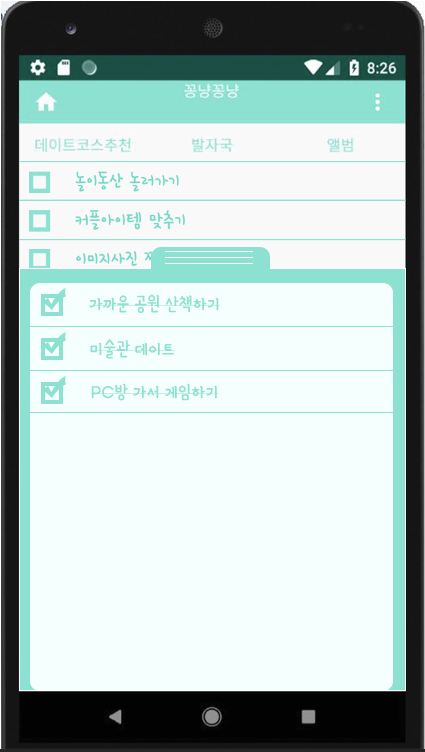 8:26
꽁냥꽁냥
데이트코스추천 발자국 앨범
놀이동산 놀러가기
커플아이템 맞추기
이미지사진
가까운 공원 산책하기
미술관 데이트
PC방 가서 게임하기